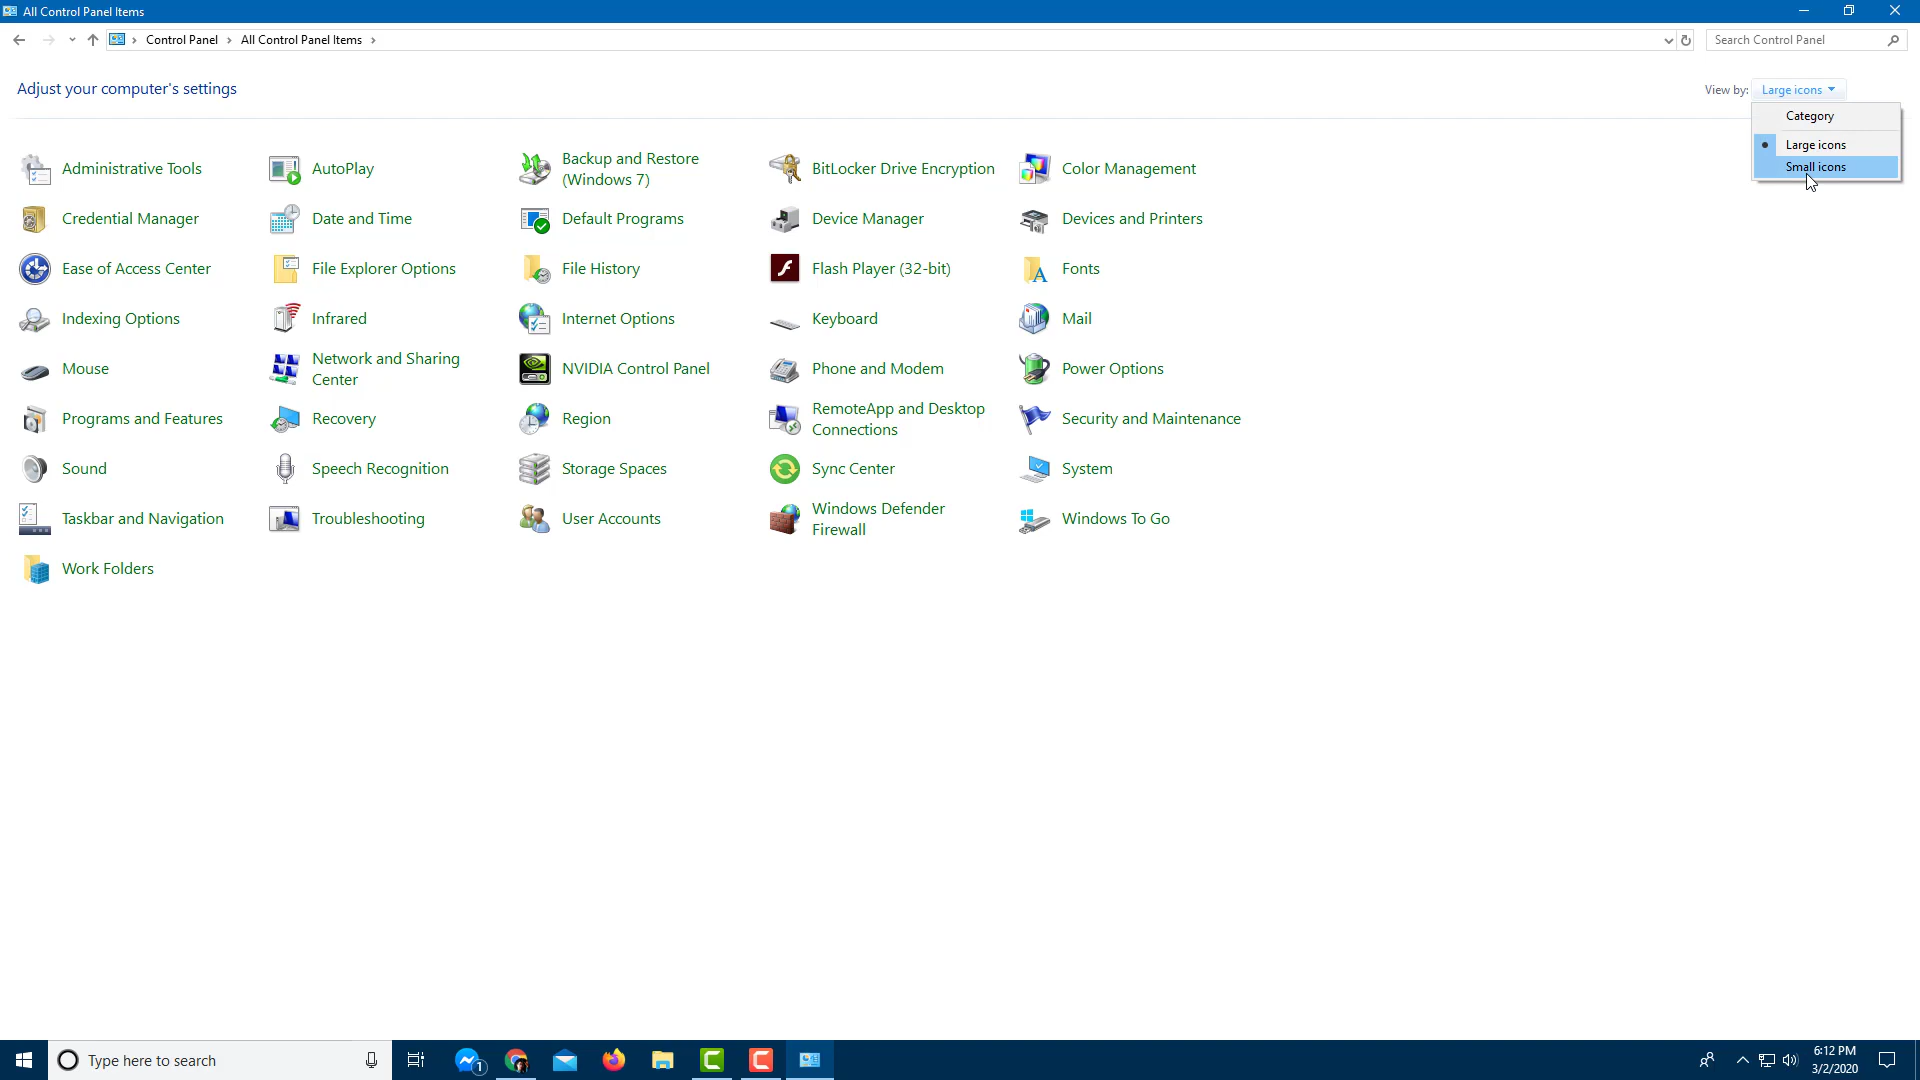 All Control Panel Items
Control Panel
All Control Panel Items
Search Control Panel
Adjust your computer's settings
View by:
Large icons
Category
Large icons
Small icons
Administrative Tools
AutoPlay
Backup and Restore
(Windows 7)
BitLocker Drive Encryption
Color Management
Credential Manager
Date and Time
Default Programs
Device Manager
Devices and Printers
Ease of Access Center
File Explorer Options
File History
Flash Player (32-bit)
Fonts
Indexing Options
Infrared
Internet Options
Keyboard
Mail
Mouse
Network and Sharing
Center
NVIDIA Control Panel
Phone and Modem
Power Options
Programs and Features
Recovery
Region
RemoteApp and Desktop
Connections
Security and Maintenance
Sound
Speech Recognition
Storage Spaces
Sync Center
System
Taskbar and Navigation
Troubleshooting
User Accounts
Windows Defender
Firewall
Windows To Go
Work Folders
Type here to search
1
6:12 PM
3/2/2020